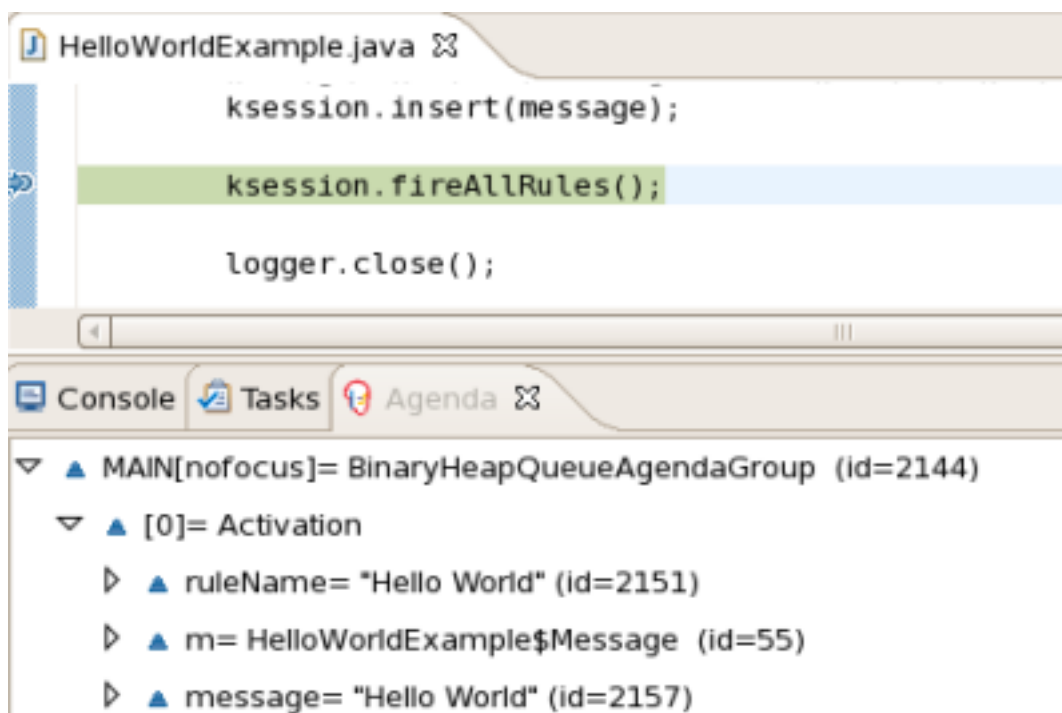 HelloWorldExample.java
ksession.insert(message);
ksession.fireAllRules();
logger.close();
Console Tasks Agenda
MAIN[nofocus]= BinaryHeapQueueAgendaGroup (id=2144)
[0]= Activation
ruleName= "Hello World" (id=2151)
m= HelloWorldExample$Message (id=55)
message= "Hello World" (id=2157)